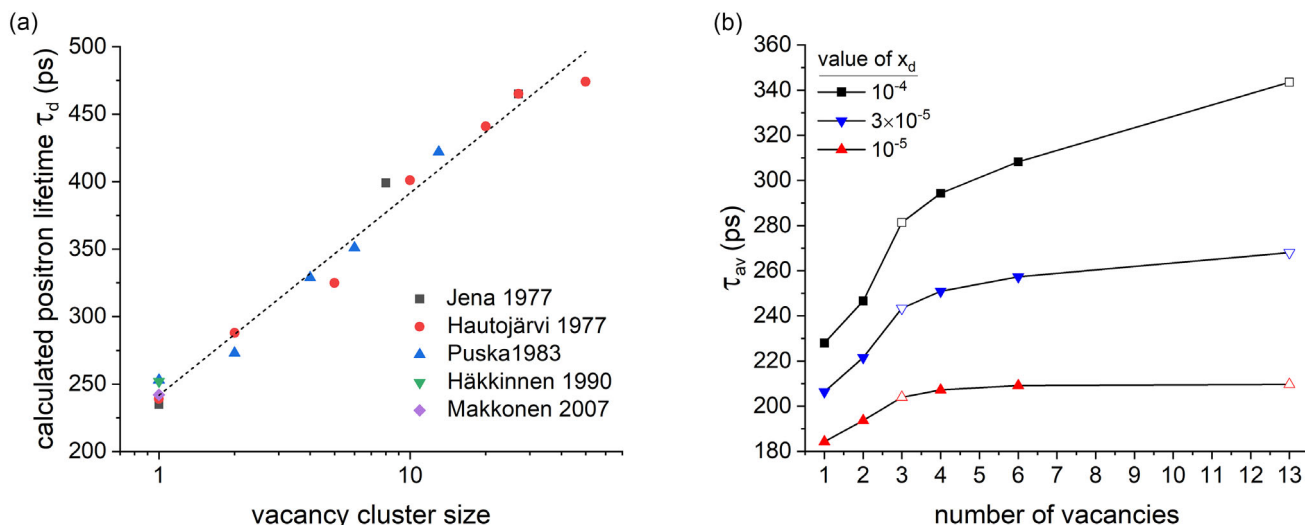 (a)
500
450
400
350
300
250
200
calculated positron lifetime τd (ps)
Jena 1977
Hautojärvi 1977
Puska1983
Häkkinnen 1990
Makkonen 2007
1
10
vacancy cluster size
(b)
360
340
320
300
280
260
240
220
200
180
τav (ps)
value of xd
10⁻⁴
3×10⁻⁵
10⁻⁵
1 2 3 4 5 6 7 8 9 10 11 12 13
number of vacancies